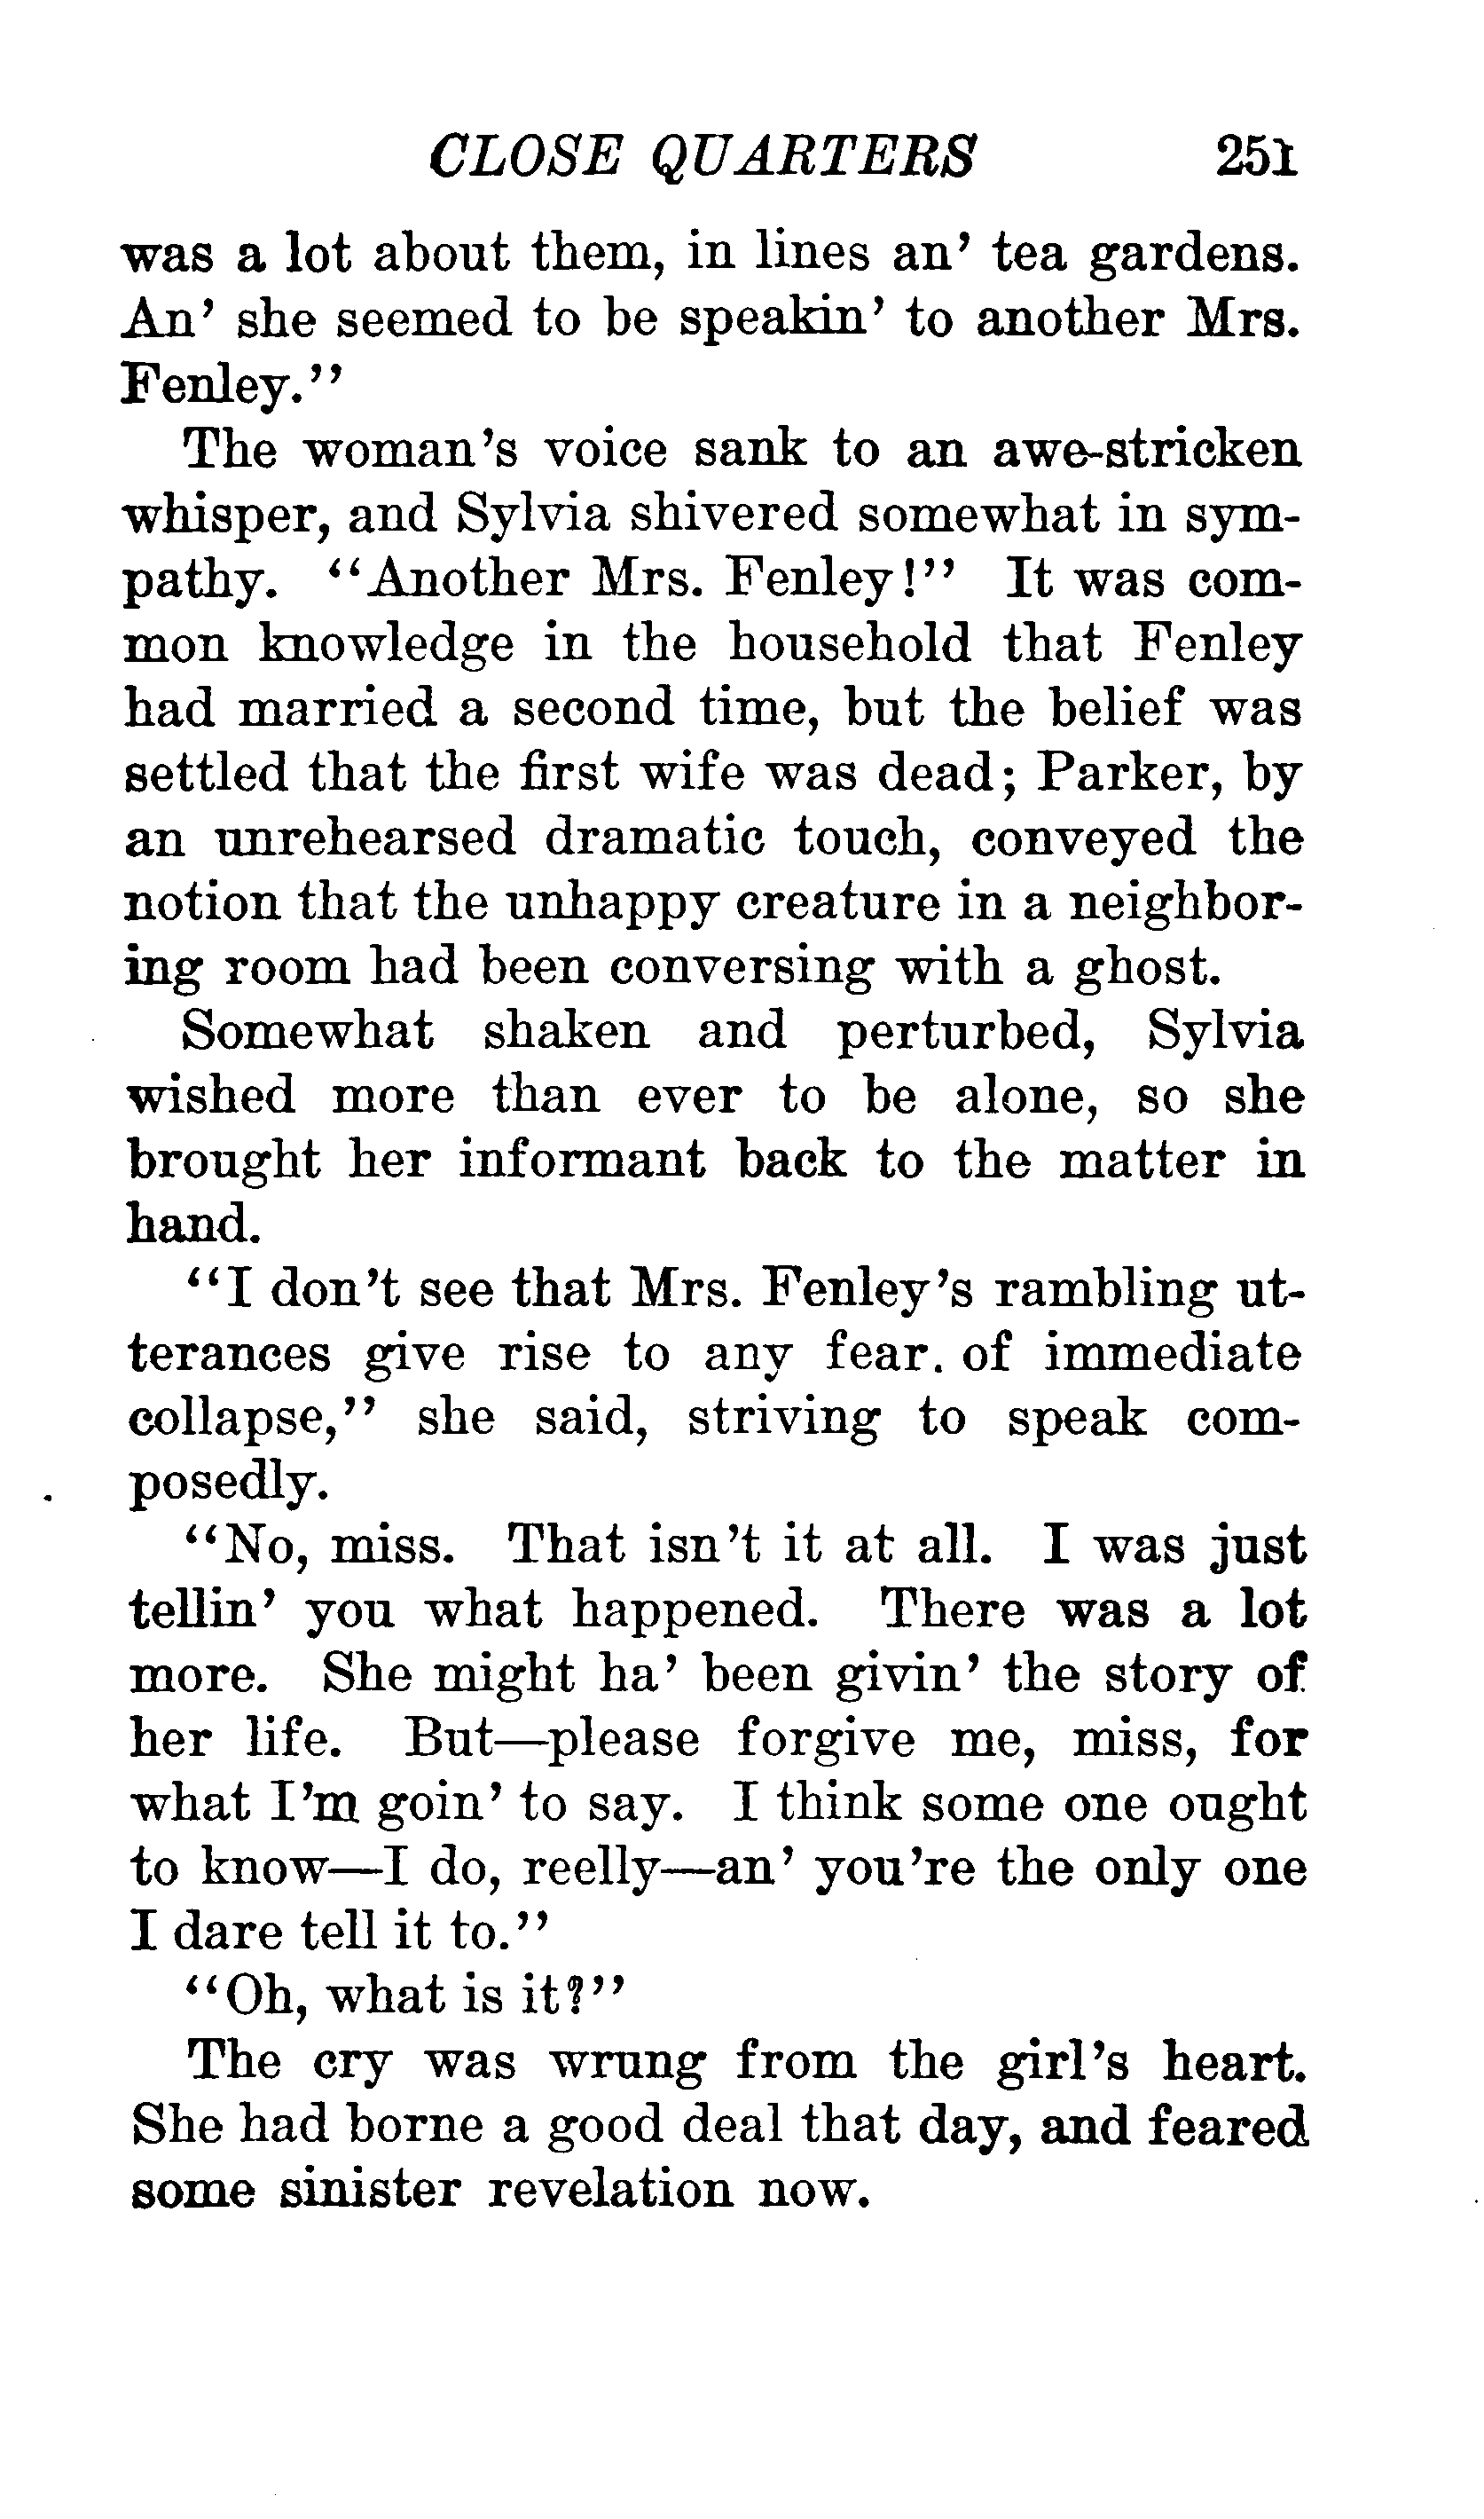 CLOSE QUARTERS 251
was a lot about them, in lines an' tea gardens.
An' she seemed to be speakin' to another Mrs.
Fenley."
The woman's voice sank to an awe-stricken
whisper, and Sylvia shivered somewhat in sym-
pathy. "Another Mrs. Fenley!" It was com-
mon knowledge in the household that Fenley
had married a second time, but the belief was
settled that the first wife was dead; Parker, by
an unrehearsed dramatic touch, conveyed the
notion that the unhappy creature in a neighbor-
ing room had been conversing with a ghost.
Somewhat shaken and perturbed, Sylvia
wished more than ever to be alone, so she
brought her informant back to the matter in
hand.
"I don't see that Mrs. Fenley's rambling ut-
terances give rise to any fear. of immediate
collapse," she said, striving to speak com-
posedly.
"No, miss. That isn't it at all. I was just
tellin' you what happened. There was a lot
more. She might ha' been givin' the story of
her life. But—please forgive me, miss, for
what I'm goin' to say. I think some one ought
to know—I do, reelly—an' you're the only one
I dare tell it to."
"Oh, what is it?"
The cry was wrung from the girl's heart.
She had borne a good deal that day, and feared
some sinister revelation now.